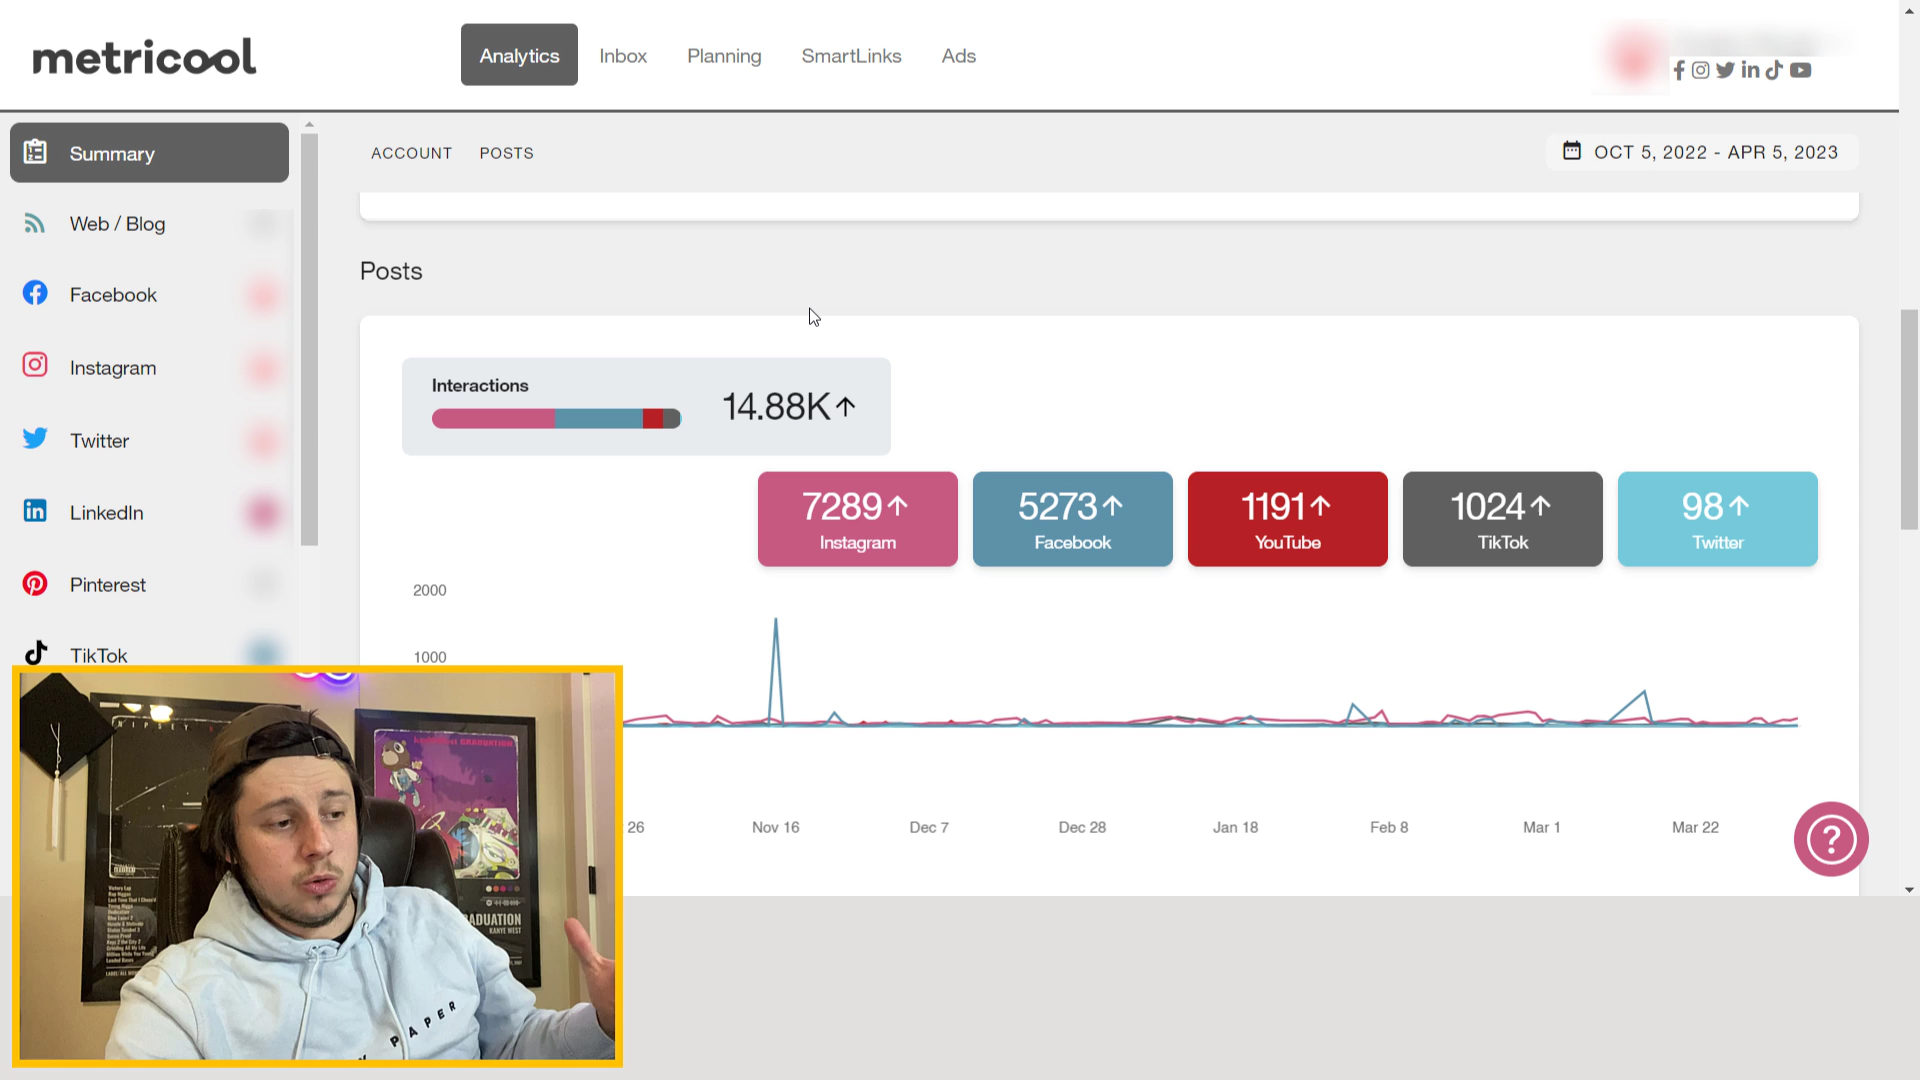 metricool
Analytics
Inbox
Planning
SmartLinks
Ads
Summary
Web / Blog
Facebook
Instagram
Twitter
LinkedIn
Pinterest
TikTok
ACCOUNT
POSTS
OCT 5, 2022 - APR 5, 2023
Posts
Interactions
14.88K
7289
Instagram
5273
Facebook
1191
YouTube
1024
TikTok
98
Twitter
2000
1000
26
Nov 16
Dec 7
Dec 28
Jan 18
Feb 8
Mar 1
Mar 22
?
NIPSEY
GRADUATION
ADUATION
KANYE WEST
PAPER